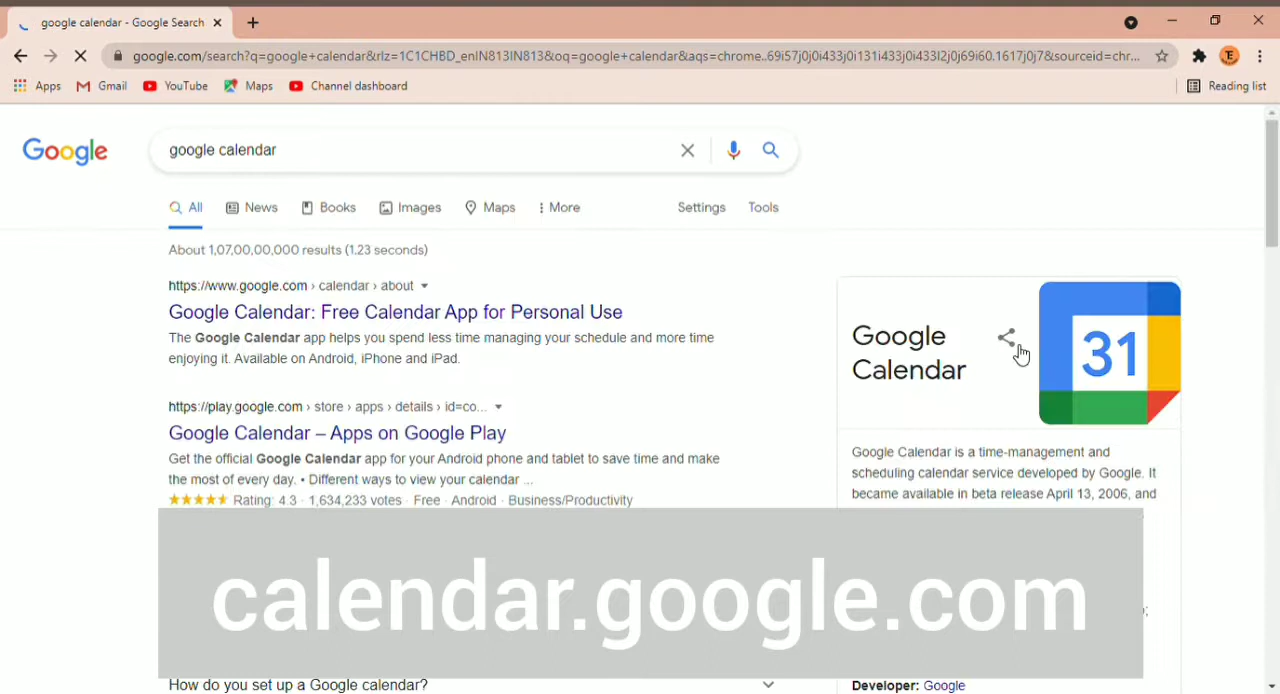 google calendar - Google Search
google.com/search?q=google+calendar&rlz=1C1CHBD_enIN813IN813&oq=google+calendar&aqs=chrome..69i57j0j0i433j0i131i433j0i433l2j0j69i60.1617j0j7&sourceid=chr...
Apps Gmail YouTube Maps Channel dashboard Reading list
Google google calendar
All News Books Images Maps More Settings Tools
About 1,07,00,00,000 results (1.23 seconds)
https://www.google.com › calendar › about
Google Calendar: Free Calendar App for Personal Use
The Google Calendar app helps you spend less time managing your schedule and more time
enjoying it. Available on Android, iPhone and iPad.
https://play.google.com › store › apps › details › id=co...
Google Calendar – Apps on Google Play
Get the official Google Calendar app for your Android phone and tablet to save time and make
the most of every day. • Different ways to view your calendar ...
Rating: 4.3 · 1,634,233 votes · Free · Android · Business/Productivity
Google
Calendar
31
Google Calendar is a time-management and
scheduling calendar service developed by Google. It
became available in beta release April 13, 2006, and
calendar.google.com
How do you set up a Google calendar?
Developer: Google